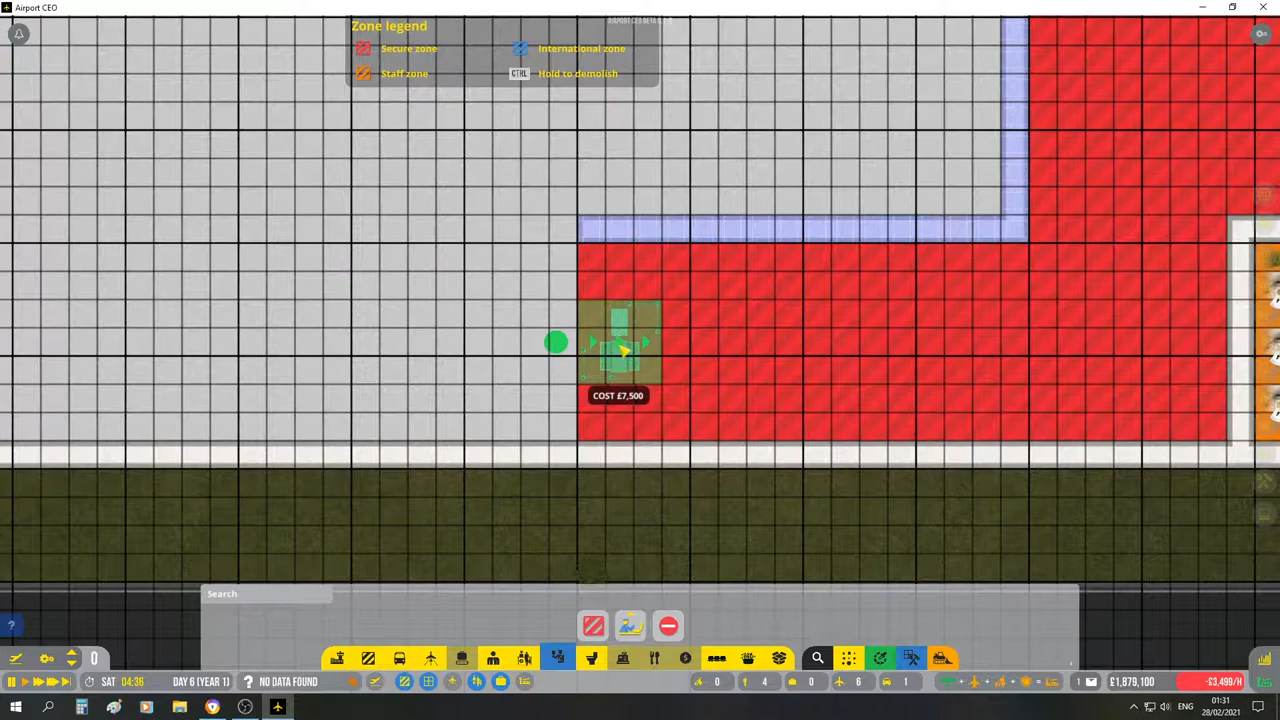 Airport CEO
Zone legend
Secure zone
International zone
Staff zone
CTRL
Hold to demolish
COST £7,500
Search
?
0
SAT 04:36
DAY 6 (YEAR 1)
? NO DATA FOUND
0
4
0
6
1
1
£1,879,100
-£3,499/H
ENG
01:31
28/02/2021